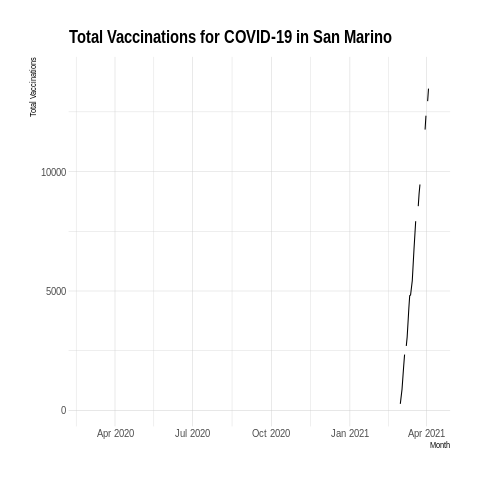 Total Vaccinations for COVID-19 in San Marino
Total Vaccinations
10000
5000
0
Apr 2020 Jul 2020 Oct 2020 Jan 2021 Apr 2021
Month